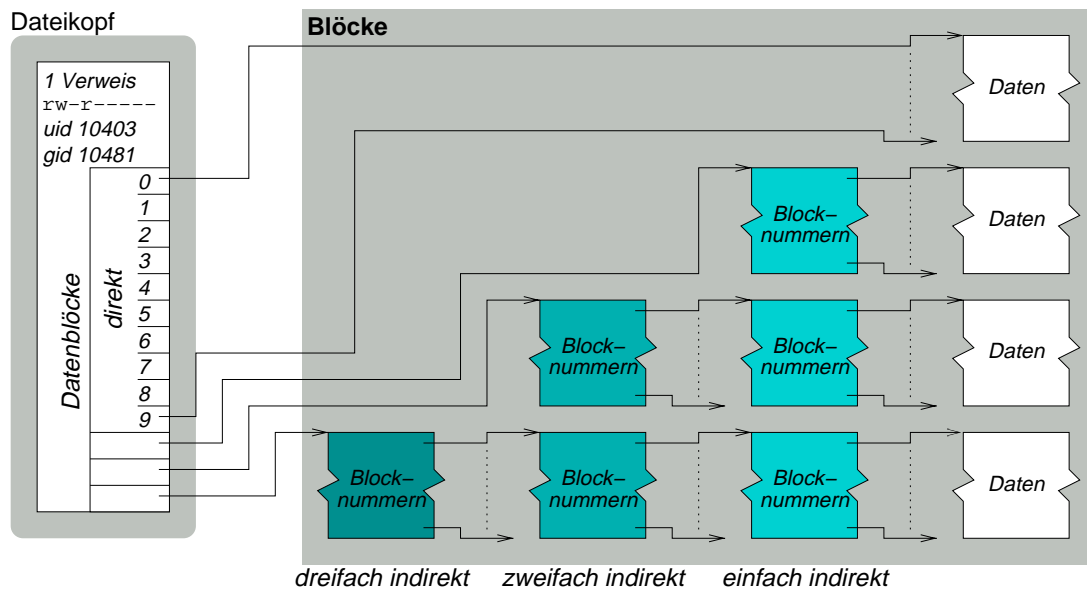 Dateikopf
Blöcke
1 Verweis
rw-r-----
uid 10403
gid 10481
Datenblöcke
direkt
0
1
2
3
4
5
6
7
8
9
Daten
Block–
nummern
Daten
Block–
nummern
Block–
nummern
Daten
Block–
nummern
Block–
nummern
Block–
nummern
Daten
dreifach indirekt
zweifach indirekt
einfach indirekt